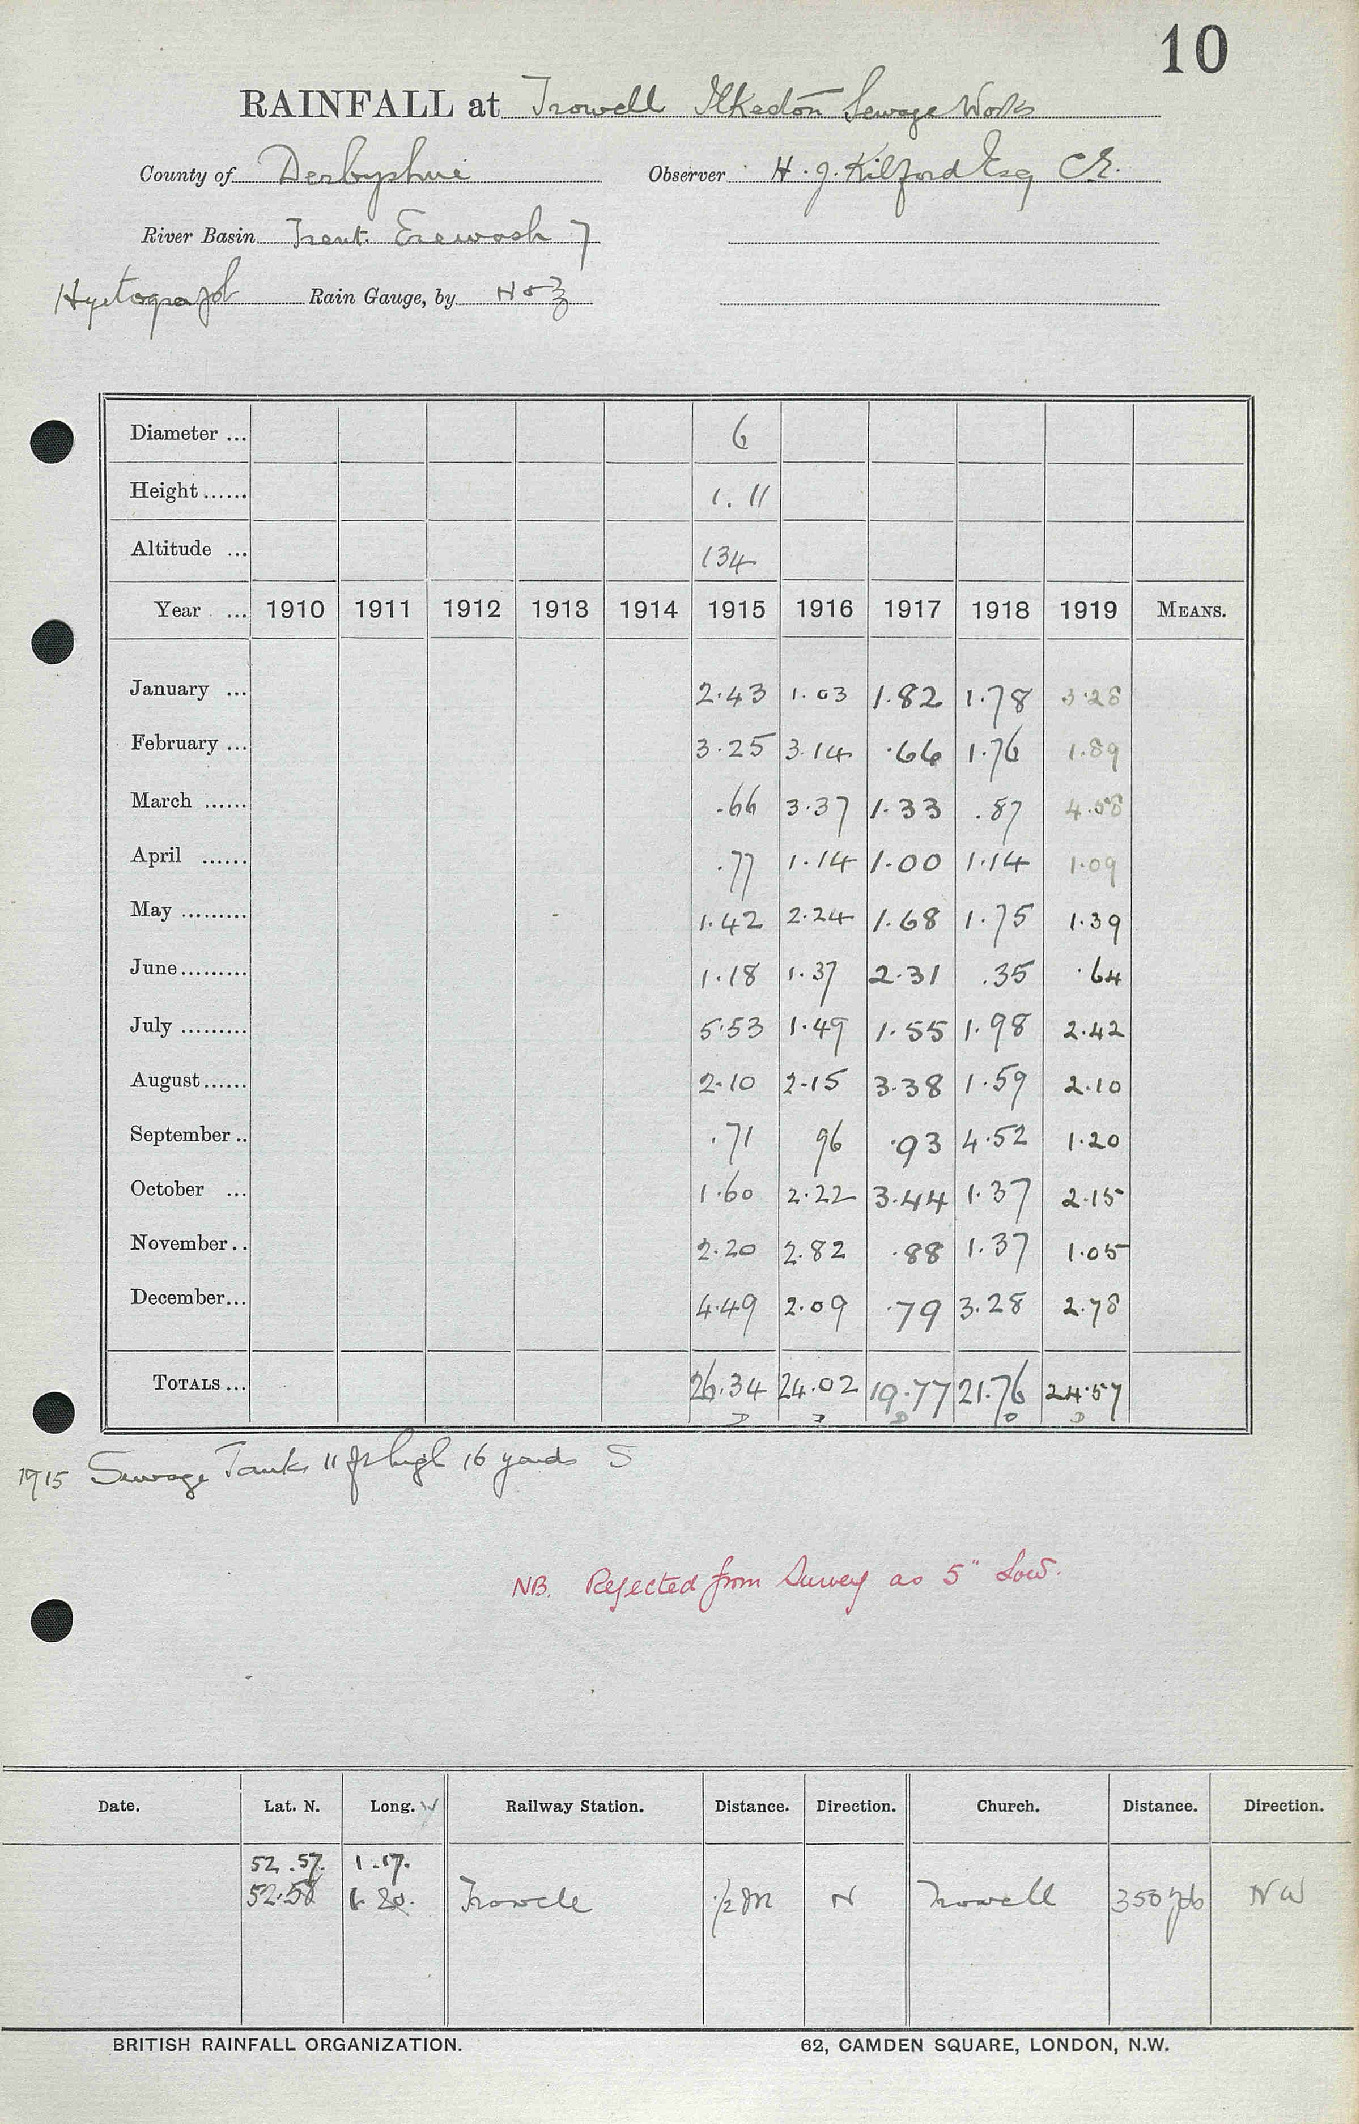 10
RAINFALL at Trowell Ilkeston Sewage Works
County of Derbyshire Observer H. J. Kilford Esq C.E.
River Basin Trent. Erewash 7
Hyetograph Rain Gauge, by
Diameter ... 6
Height ...... 1. 11
Altitude ... 134
Year ... 1910 1911 1912 1913 1914 1915 1916 1917 1918 1919 MEANS.
January ... 2.43 1.03 1.82 1.78 3.28
February ... 3.25 3.14 .66 1.76 1.89
March ...... .66 3.37 1.33 .87 4.58
April ...... .77 1.14 1.00 1.14 1.09
May ......... 1.42 2.24 1.68 1.75 1.39
June......... 1.18 1.37 2.31 .35 .64
July ......... 5.53 1.49 1.55 1.98 2.42
August...... 2.10 2.15 3.38 1.59 2.10
September .. .71 96 .93 4.52 1.20
October ... 1.60 2.22 3.44 1.37 2.15
November .. 2.20 2.82 .88 1.37 1.05
December... 4.49 2.09 .79 3.28 2.78
TOTALS ... 26.34 24.02 19.77 21.76 24.57
1915 Sewage Tanks 11 ft high 16 yards S
NB. Rejected from Survey as 5" Low.
Date. Lat. N. Long. W Railway Station. Distance. Direction. Church. Distance. Direction.
52.57. 1.17.
52.58 1.20. Trowell 1/2 m N Trowell 350 yds NW
BRITISH RAINFALL ORGANIZATION. 62, CAMDEN SQUARE, LONDON, N.W.